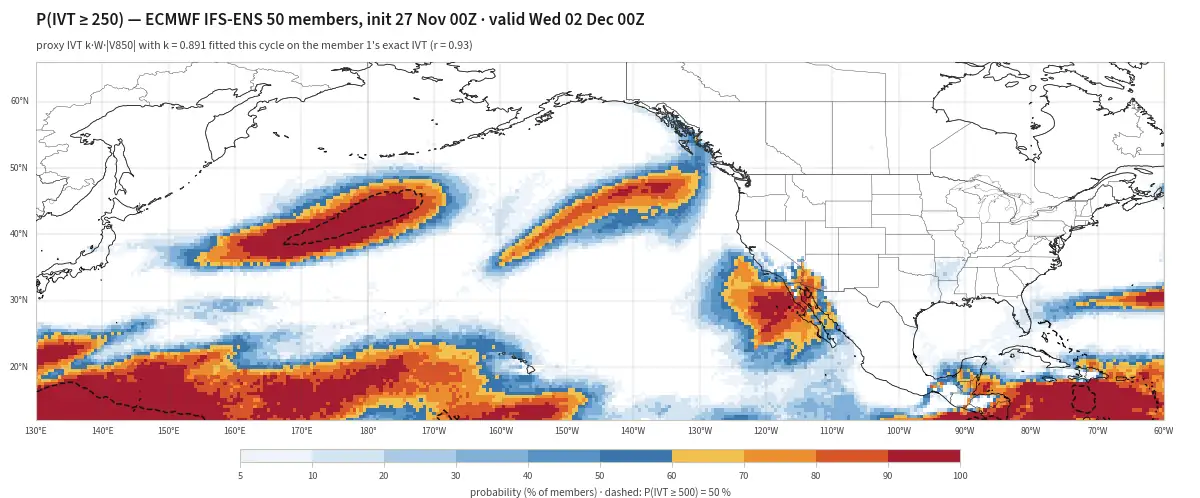 P(IVT ≥ 250) — ECMWF IFS-ENS 50 members, init 27 Nov 00Z · valid Wed 02 Dec 00Z
proxy IVT k·W·|V850| with k = 0.891 fitted this cycle on the member 1's exact IVT (r = 0.93)
60°N
50°N
40°N
30°N
20°N
130°E 140°E 150°E 160°E 170°E 180° 170°W 160°W 150°W 140°W 130°W 120°W 110°W 100°W 90°W 80°W 70°W 60°W
5 10 20 30 40 50 60 70 80 90 100
probability (% of members) · dashed: P(IVT ≥ 500) = 50 %